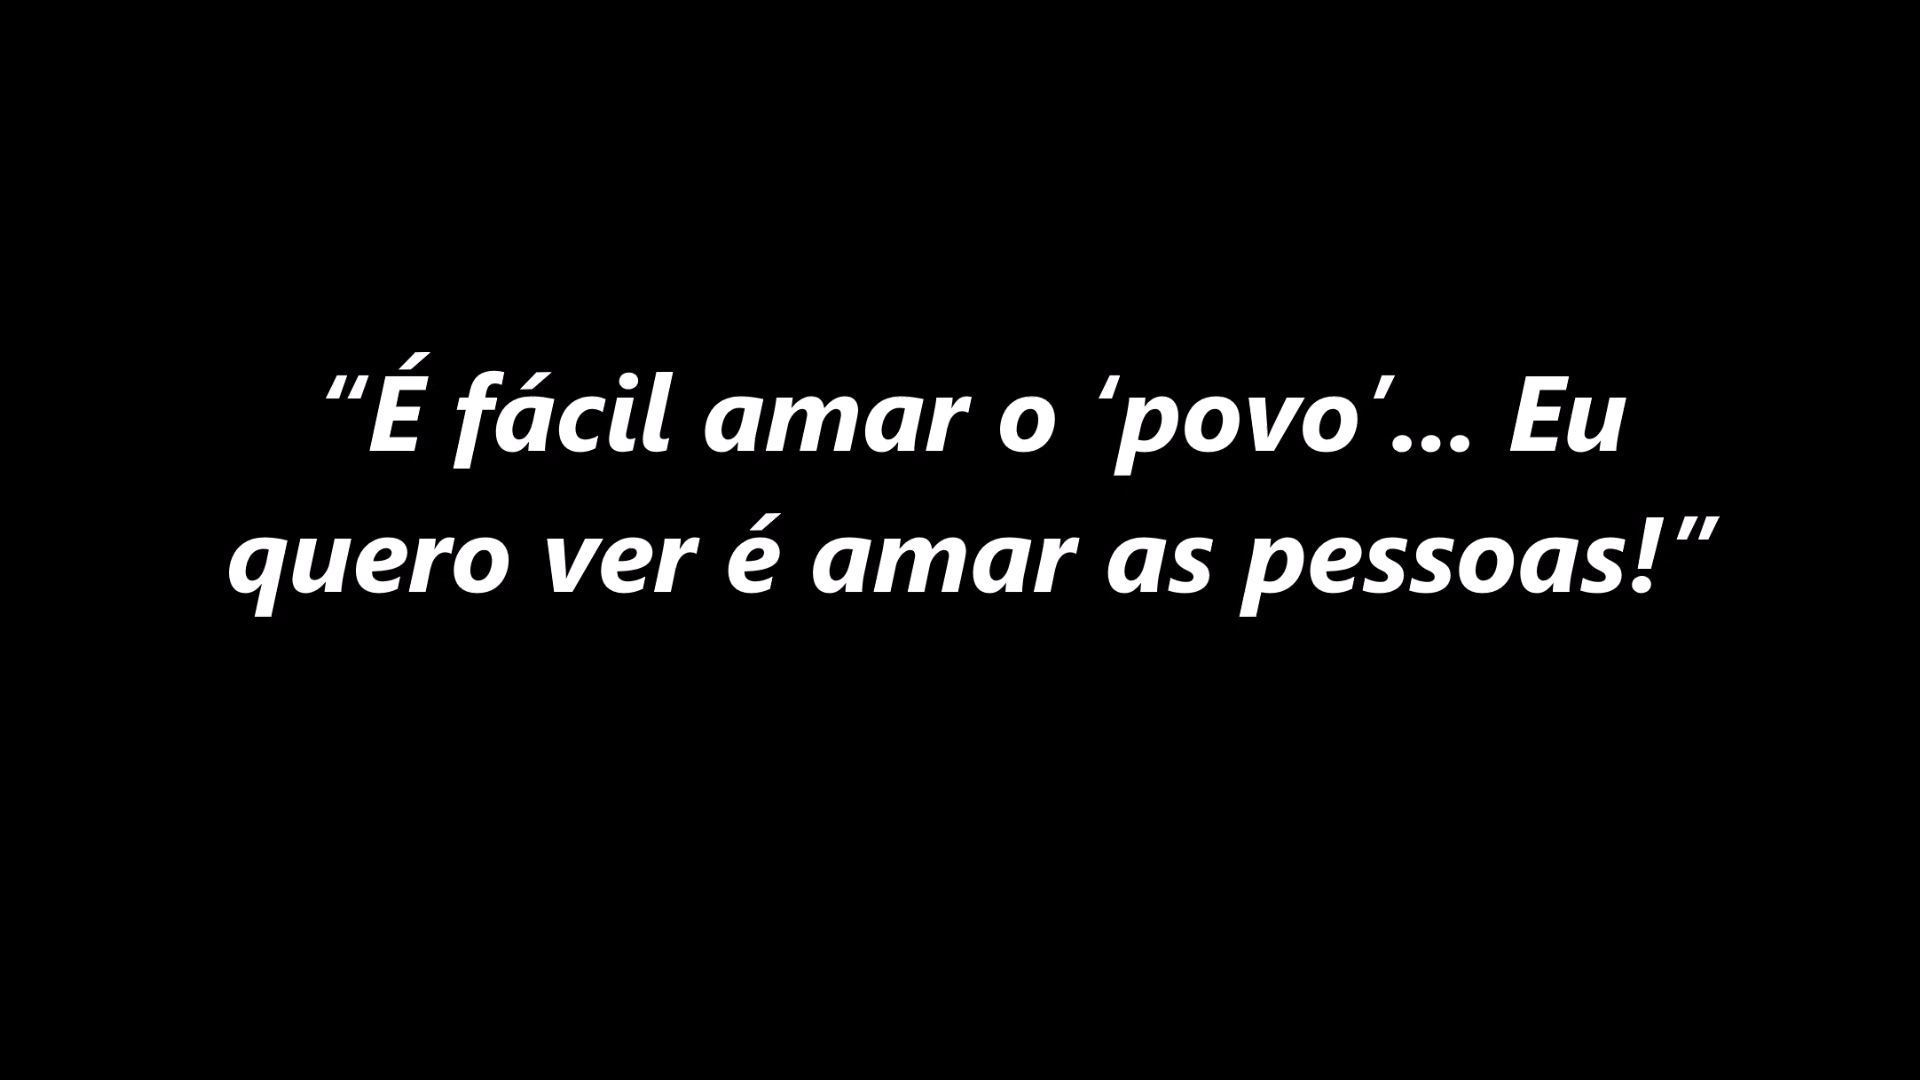 “É fácil amar o ‘povo’... Eu
quero ver é amar as pessoas!”